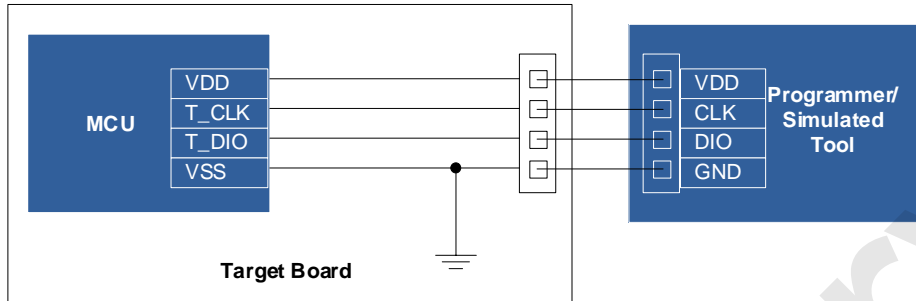 MCU
VDD
T_CLK
T_DIO
VSS
Target Board
VDD
CLK
DIO
GND
Programmer/
Simulated
Tool